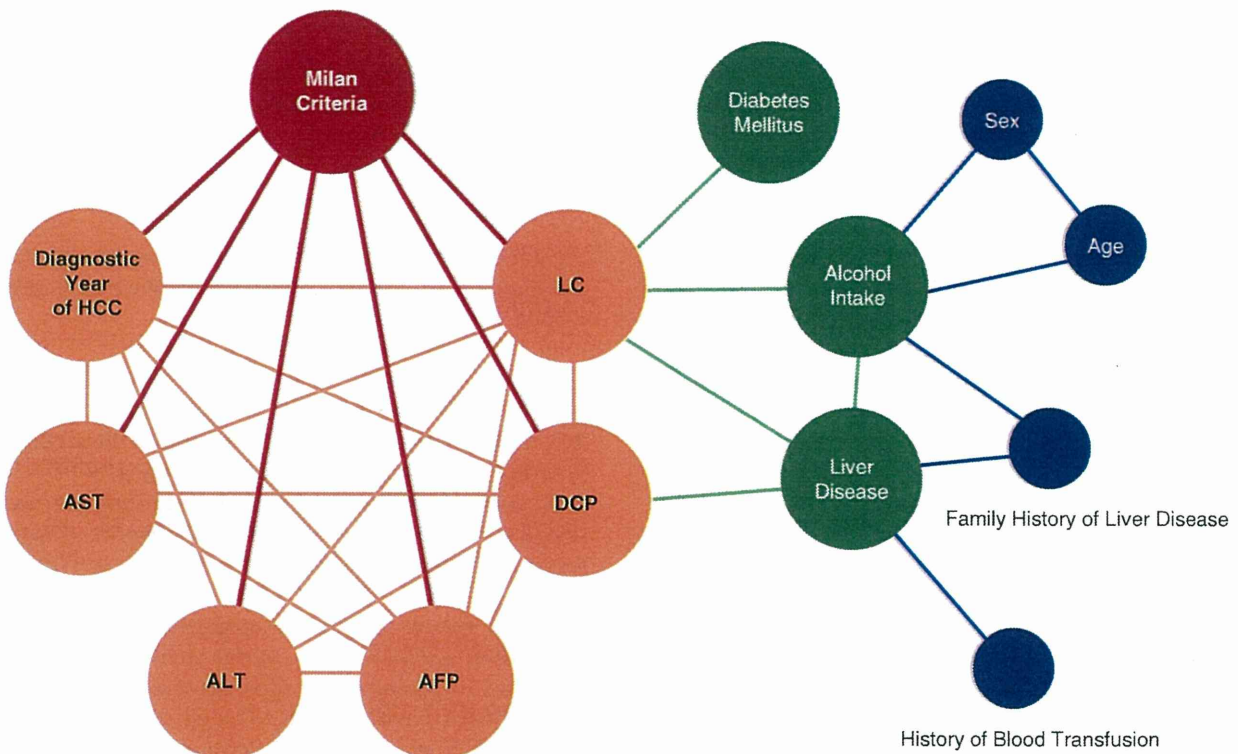 Milan
Criteria
Diabetes
Mellitus
Sex
Diagnostic
Year
of HCC
LC
Alcohol
Intake
Age
AST
DCP
Liver
Disease
Family History of Liver Disease
ALT
AFP
History of Blood Transfusion